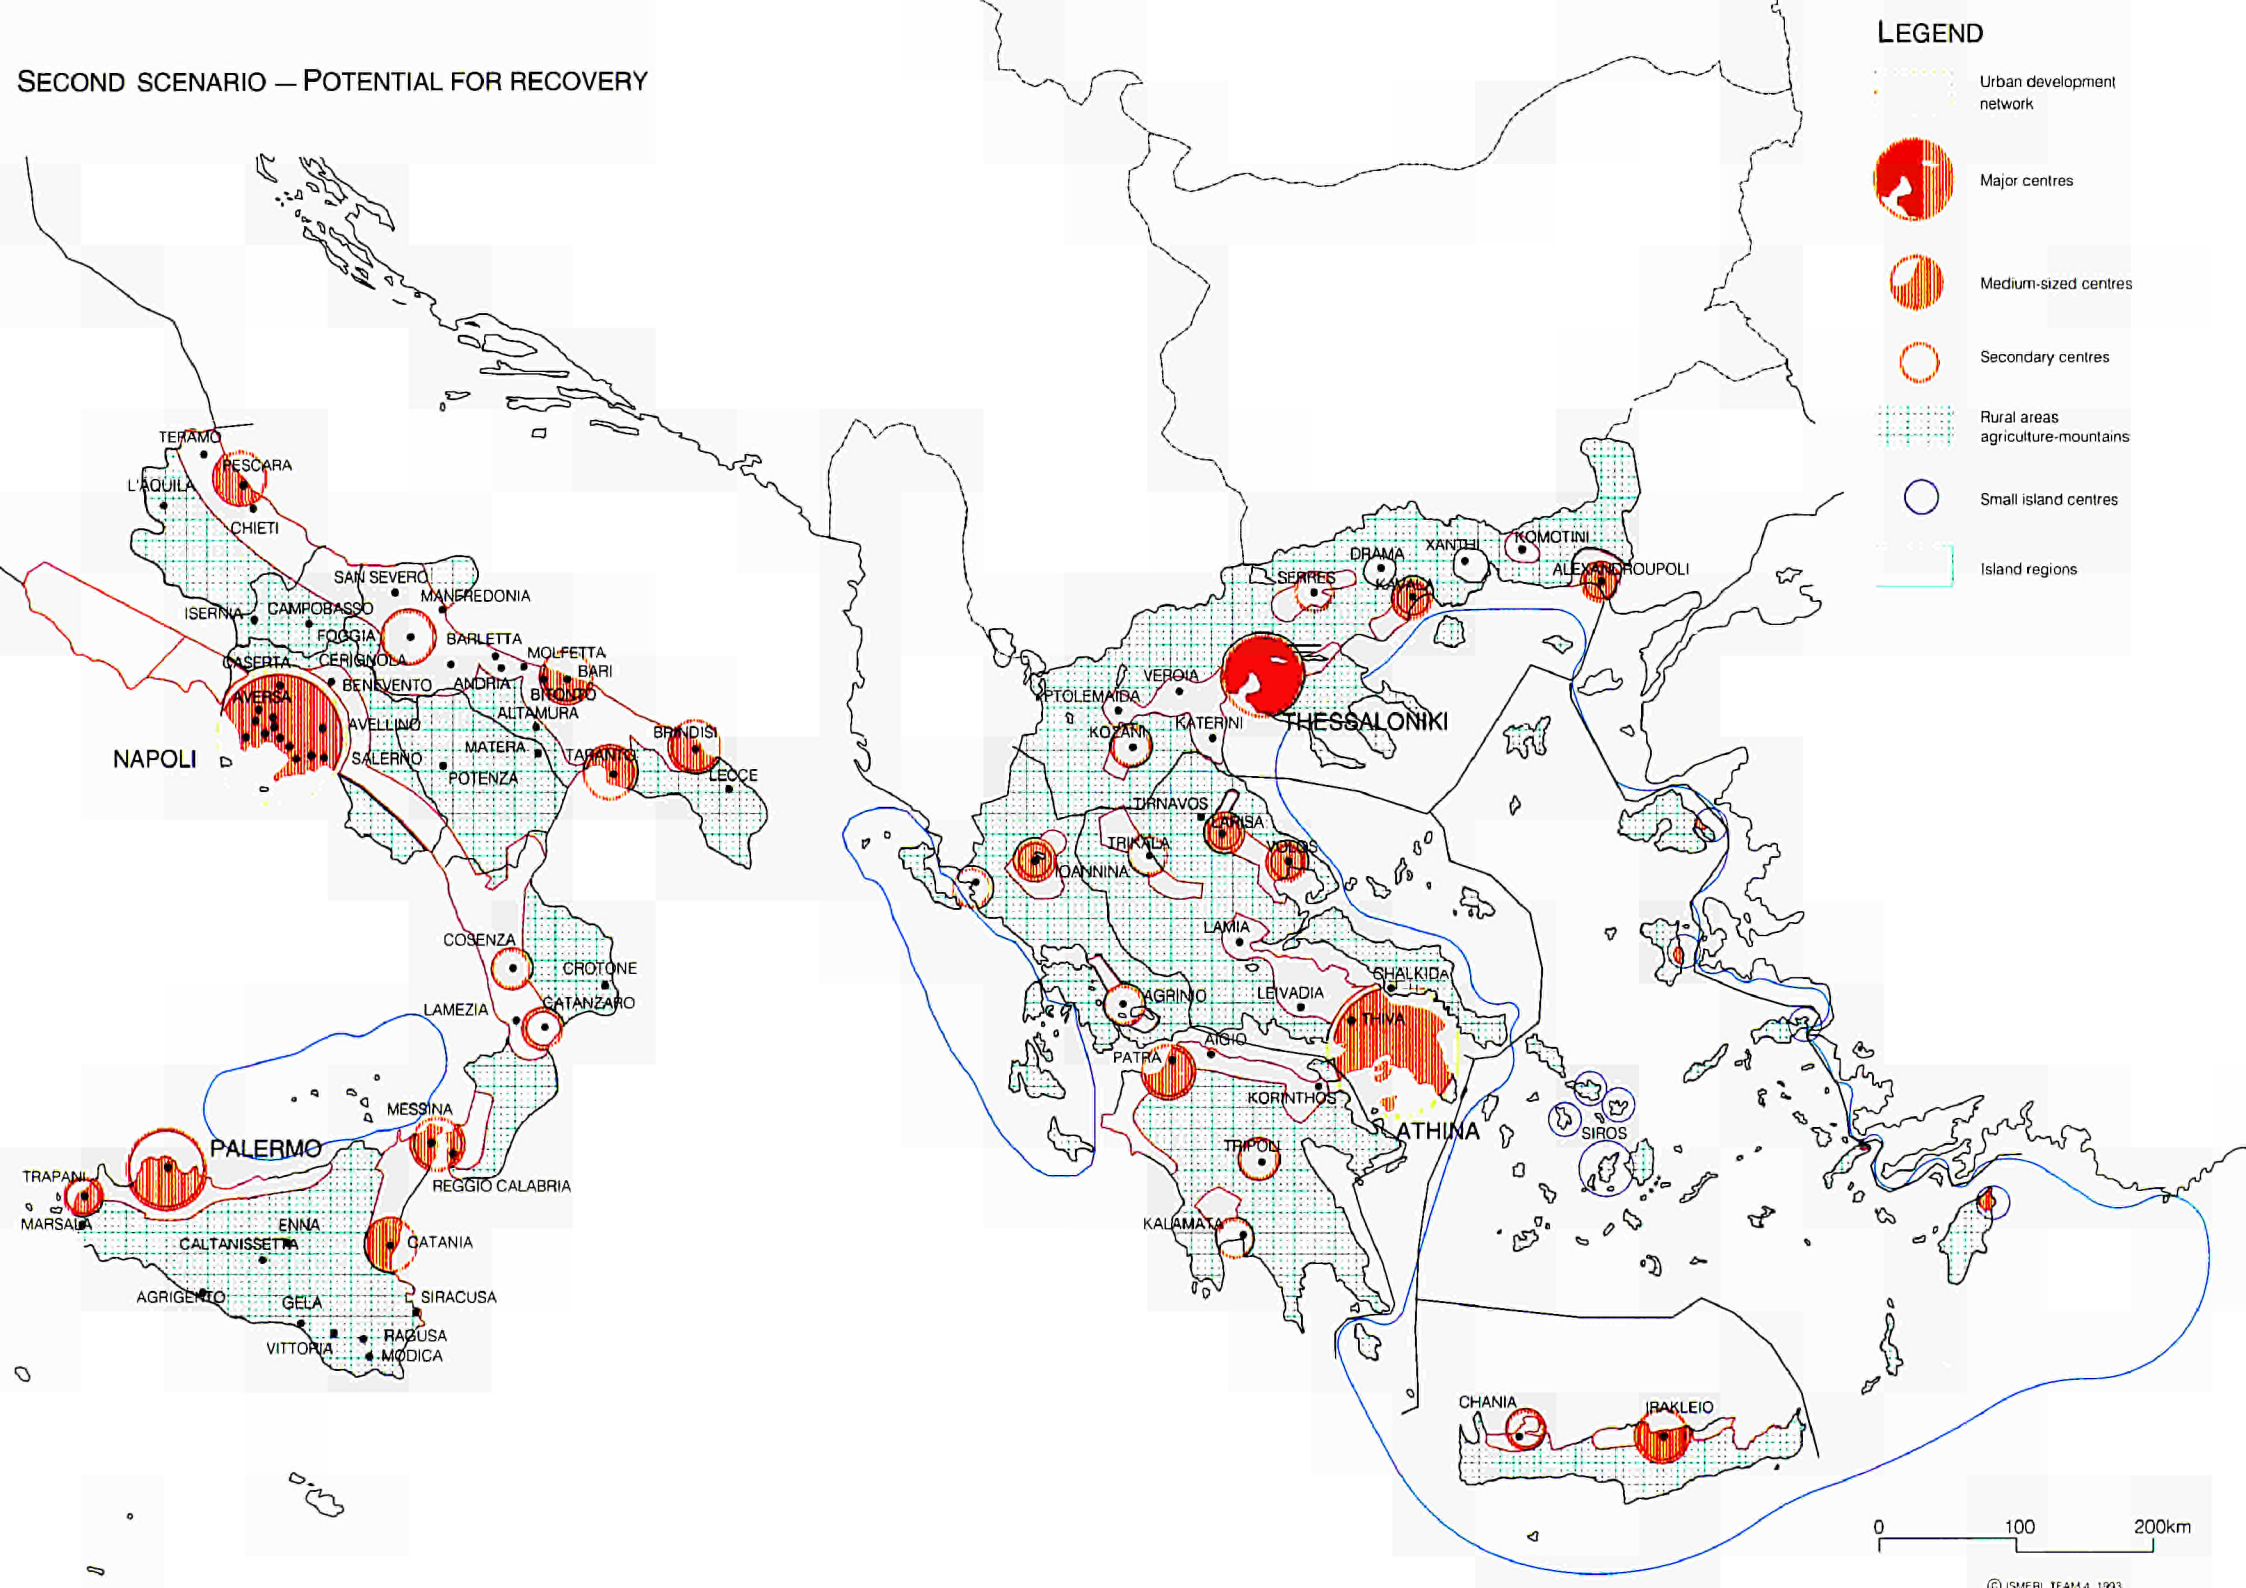 SECOND SCENARIO — POTENTIAL FOR RECOVERY
LEGEND
Urban development
network
Major centres
Medium-sized centres
Secondary centres
Rural areas
agriculture-mountains
Small island centres
Island regions
TERAMO
PESCARA
L'AQUILA
CHIETI
SAN SEVERO
MANFREDONIA
ISERNIA
CAMPOBASSO
FOGGIA
BARLETTA
MOLFETTA
CASERTA
CERIGNOLA
BARI
BENEVENTO
ANDRIA
BITONTO
AVERSA
ALTAMURA
AVELLINO
BRINDISI
NAPOLI
SALERNO
MATERA
TARANTO
POTENZA
LECCE
COSENZA
CROTONE
LAMEZIA
CATANZARO
MESSINA
PALERMO
TRAPANI
REGGIO CALABRIA
MARSALA
ENNA
CALTANISSETTA
CATANIA
AGRIGENTO
GELA
SIRACUSA
VITTORIA
RAGUSA
MODICA
KOMOTINI
XANTHI
DRAMA
ALEXANDROUPOLI
SERRES
KAVALA
VEROIA
PTOLEMAIDA
THESSALONIKI
KATERINI
KOZANI
TIRNAVOS
LARISA
TRIKALA
VOLOS
IOANNINA
LAMIA
SHALKIDA
AGRINIO
LEIVADIA
THIVA
AIGIO
PATRA
KORINTHOS
ATHINA
SIROS
TRIPOLI
KALAMATA
CHANIA
IRAKLEIO
0 100 200km
© ISMERI, TEAM 4, 1993